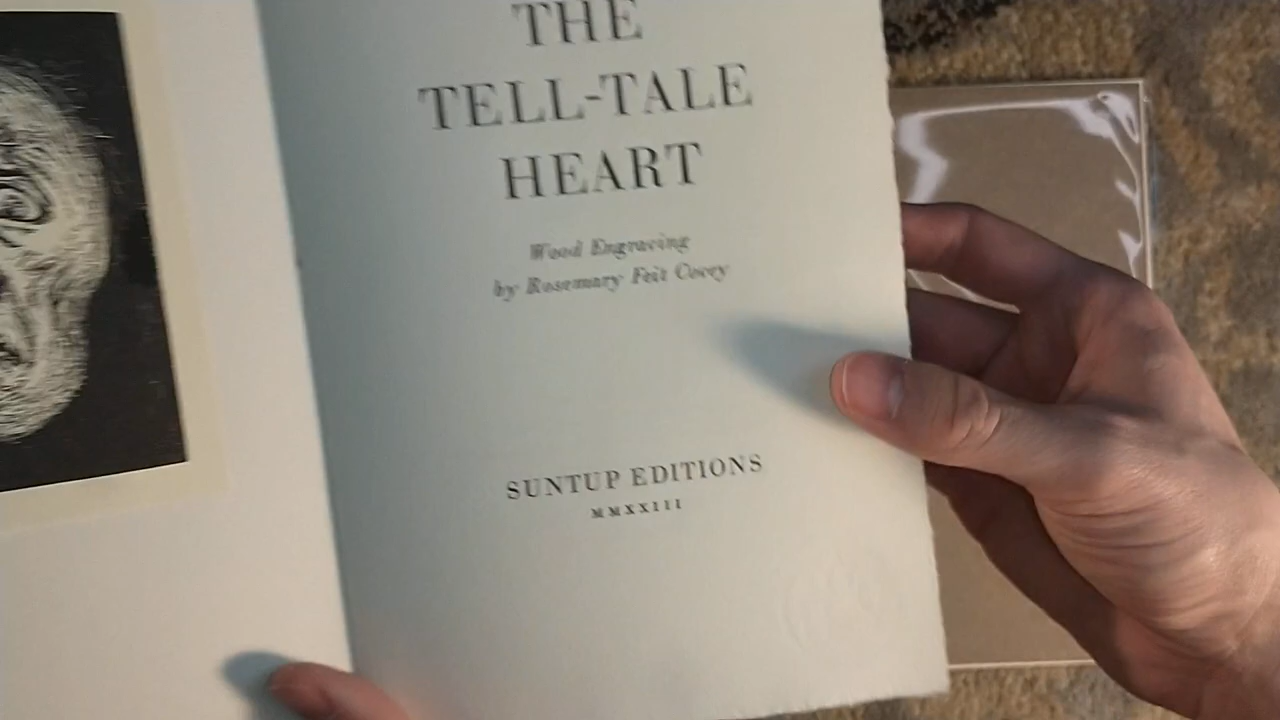 THE
TELL-TALE
HEART
Wood Engraving
by Rosemary Feit Covey
SUNTUP EDITIONS
MMXXIII